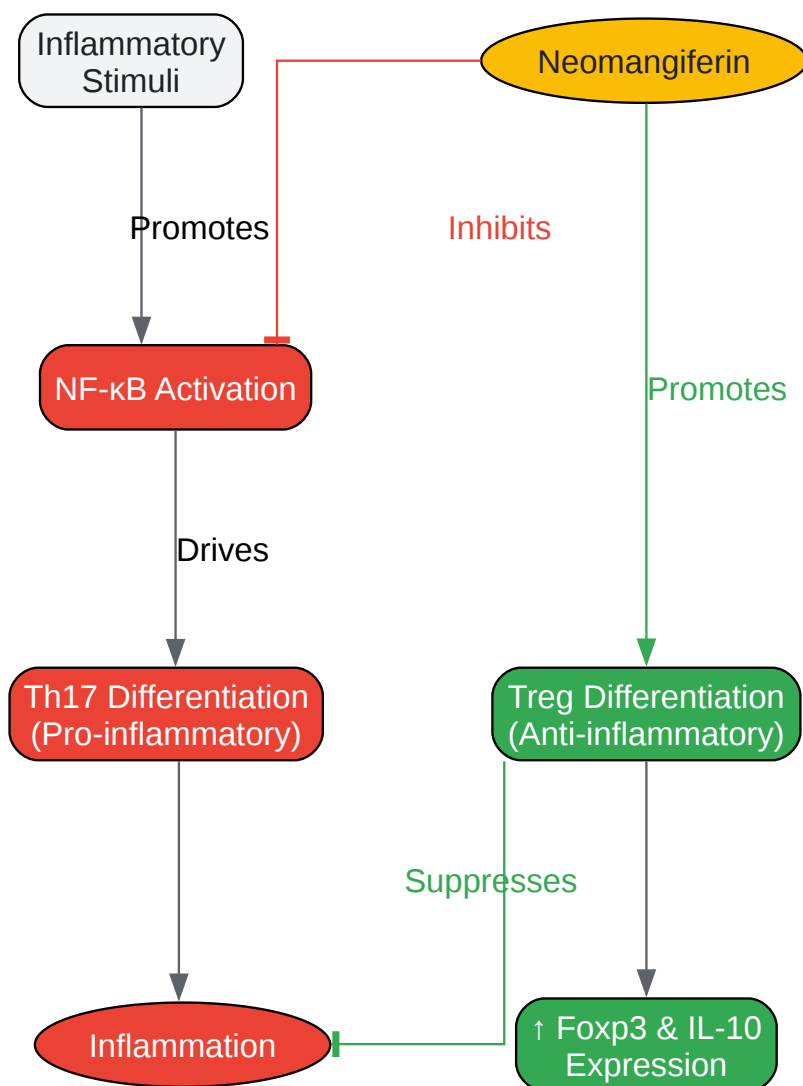 Inflammatory
Stimuli
Neomangiferin
Promotes
Inhibits
NF-κB Activation
Promotes
Drives
Th17 Differentiation
(Pro-inflammatory)
Treg Differentiation
(Anti-inflammatory)
Suppresses
Inflammation
↑ Foxp3 & IL-10
Expression